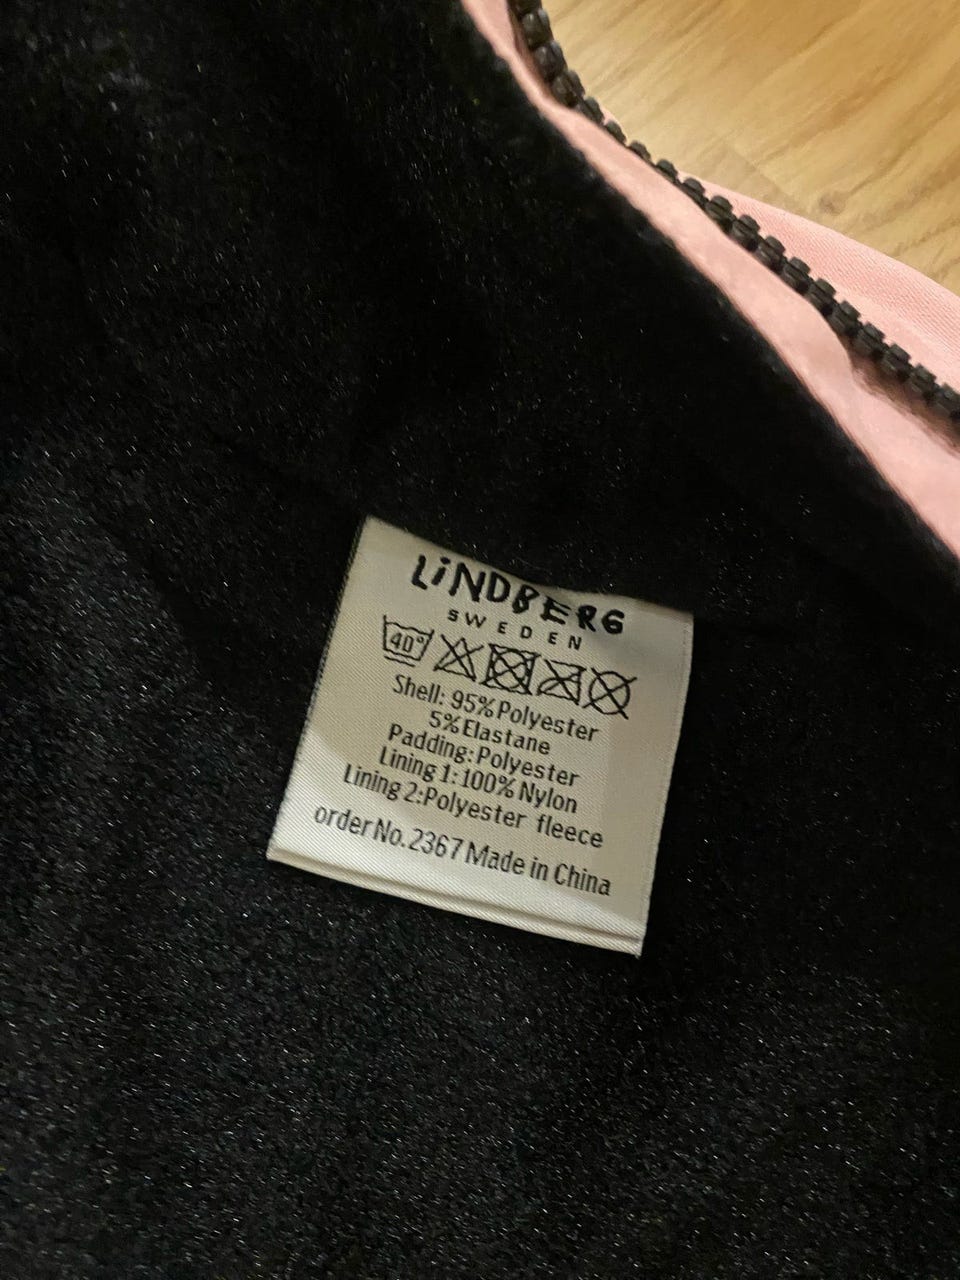 LiNDBERG
SWEDEN
40°
Shell: 95% Polyester
5% Elastane
Padding: Polyester
Lining 1: 100% Nylon
Lining 2: Polyester fleece
order No. 2367 Made in China